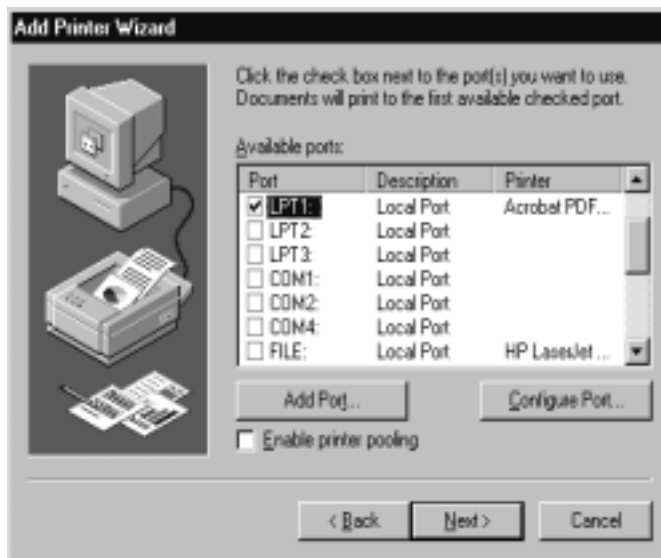 Add Printer Wizard
Click the check box next to the port(s) you want to use.
Documents will print to the first available checked port.
Available ports:
Port Description Printer
LPT1: Local Port Acrobat PDF...
LPT2: Local Port
LPT3: Local Port
COM1: Local Port
COM2: Local Port
COM4: Local Port
FILE: Local Port HP LaserJet ...
Add Port... Configure Port...
Enable printer pooling
< Back Next > Cancel